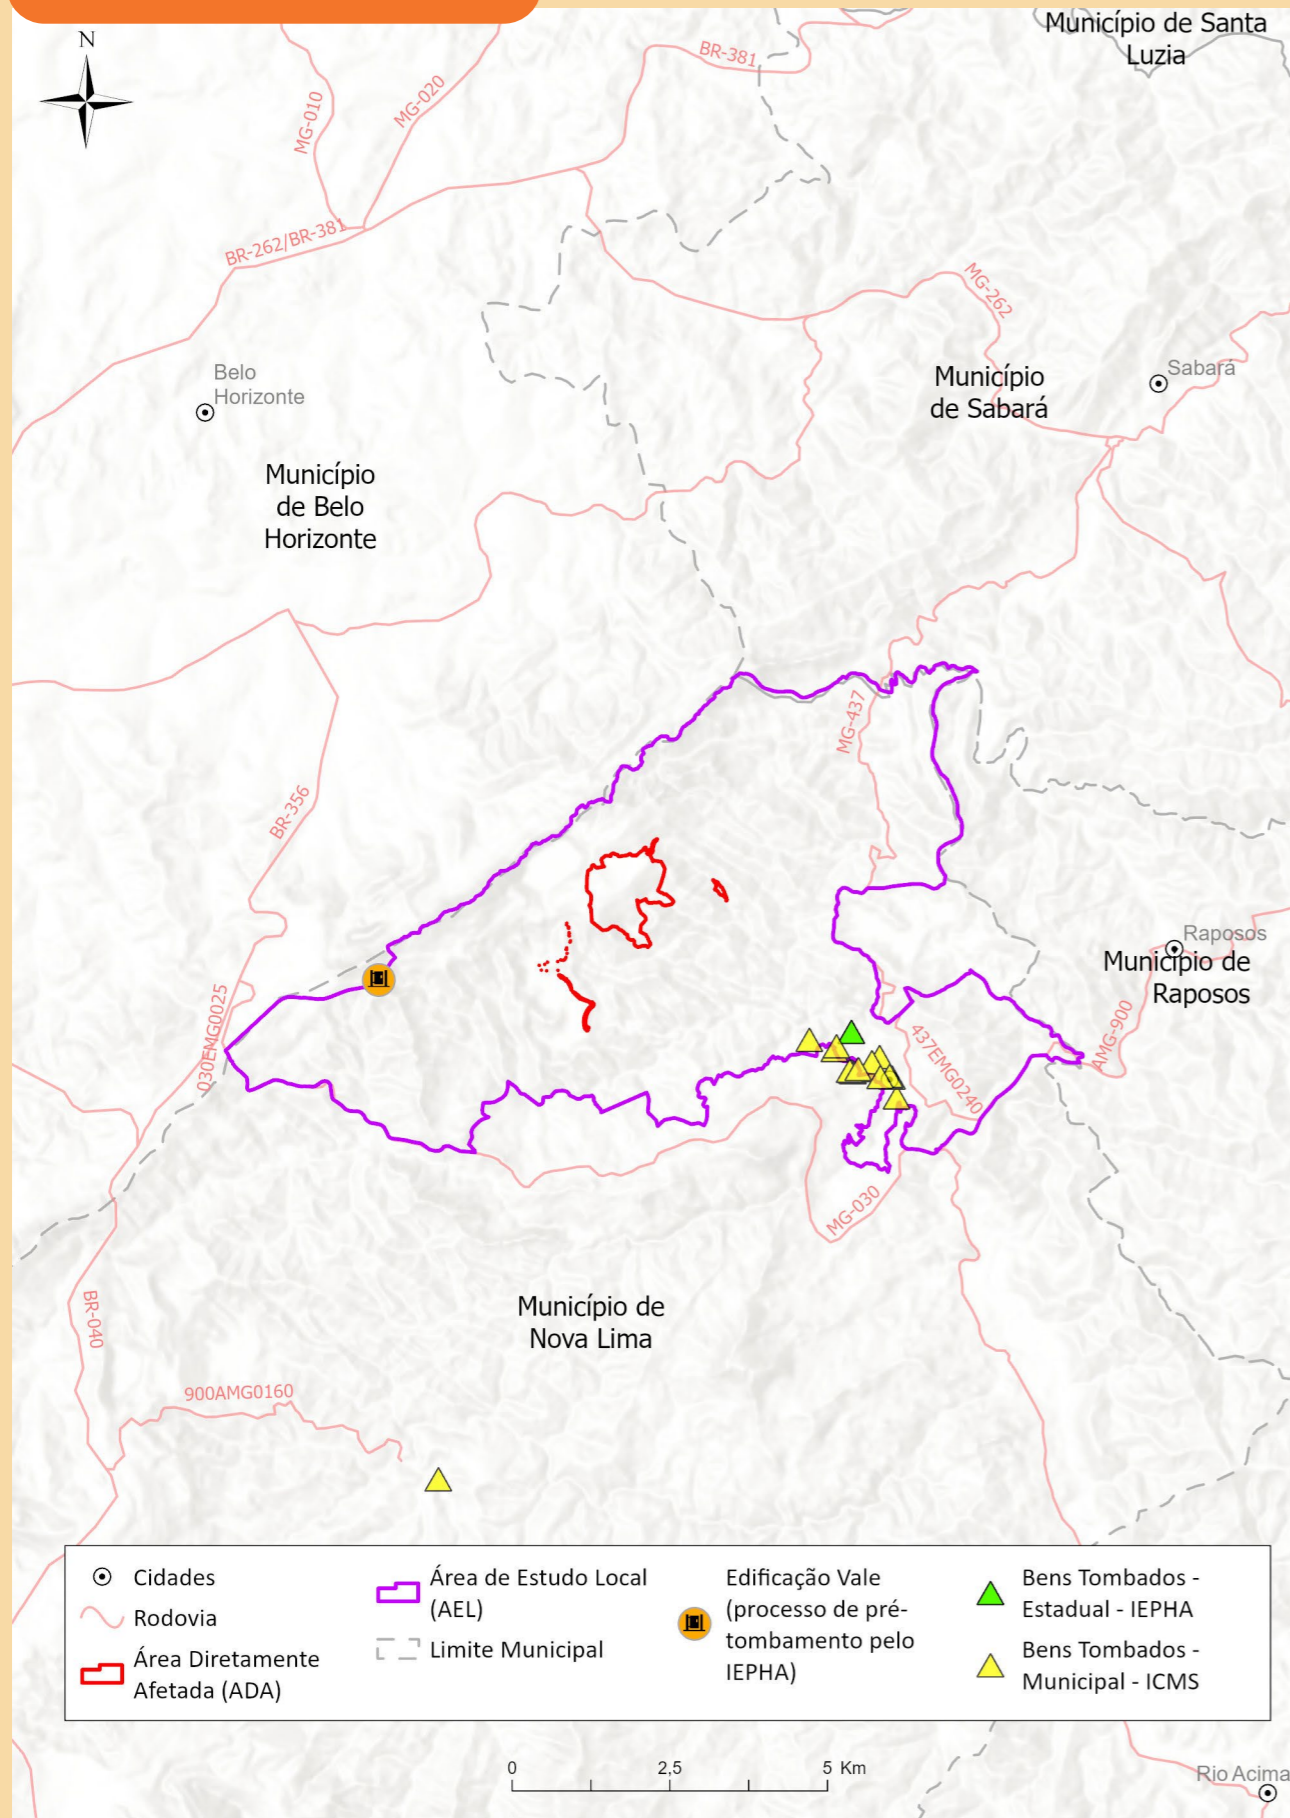 Município de Santa
Luzia
N
BR-381
MG-010
MG-020
BR-262/BR-381
MG-262
Belo
Horizonte
Sabará
Município
de Sabará
Município
de Belo
Horizonte
MG-437
BR-356
Raposos
Município de
Raposos
030EMG0025
437EMG0240
AMG-900
MG-030
BR-040
Município de
Nova Lima
900AMG0160
Cidades
Rodovia
Área Diretamente
Afetada (ADA)
Área de Estudo Local
(AEL)
Limite Municipal
Edificação Vale
(processo de pré-
tombamento pelo
IEPHA)
Bens Tombados -
Estadual - IEPHA
Bens Tombados -
Municipal - ICMS
0 2,5 5 Km
Rio Acima